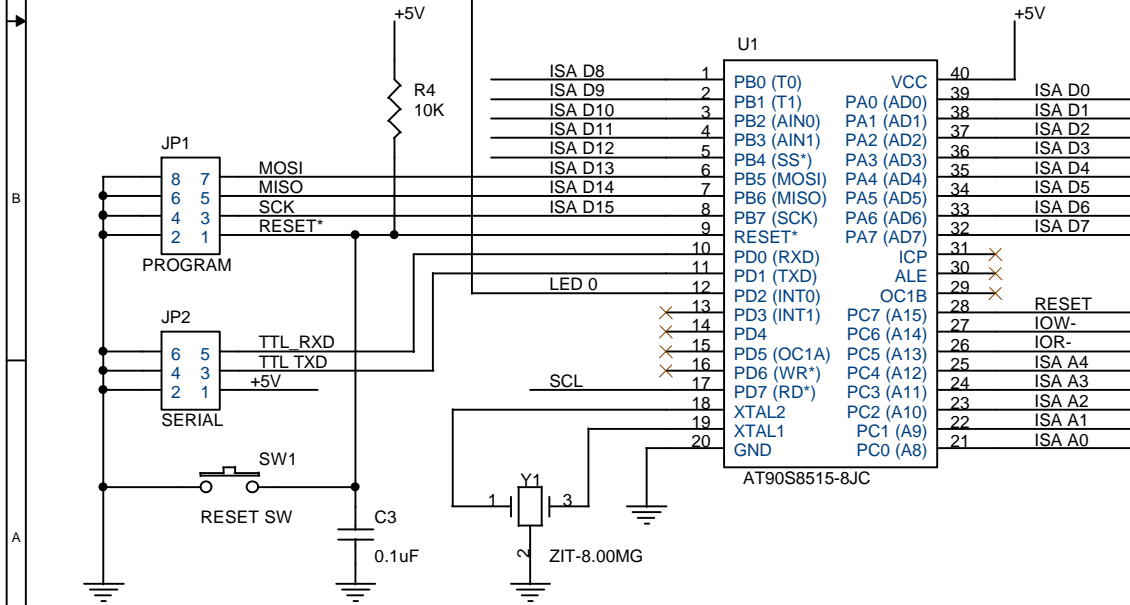 +5V
+5V
U1
R4
10K
ISA D8 1 PB0 (T0) VCC 40
ISA D9 2 PB1 (T1) PA0 (AD0) 39 ISA D0
ISA D10 3 PB2 (AIN0) PA1 (AD1) 38 ISA D1
ISA D11 4 PB3 (AIN1) PA2 (AD2) 37 ISA D2
ISA D12 5 PB4 (SS*) PA3 (AD3) 36 ISA D3
JP1
8 7 MOSI ISA D13 6 PB5 (MOSI) PA4 (AD4) 35 ISA D4
6 5 MISO ISA D14 7 PB6 (MISO) PA5 (AD5) 34 ISA D5
4 3 SCK ISA D15 8 PB7 (SCK) PA6 (AD6) 33 ISA D6
2 1 RESET* 9 RESET* PA7 (AD7) 32 ISA D7
PROGRAM
B
10 PD0 (RXD) ICP 31
11 PD1 (TXD) ALE 30
LED 0 12 PD2 (INT0) OC1B 29
13 PD3 (INT1) PC7 (A15) 28 RESET
14 PD4 PC6 (A14) 27 IOW-
15 PD5 (OC1A) PC5 (A13) 26 IOR-
16 PD6 (WR*) PC4 (A12) 25 ISA A4
SCL 17 PD7 (RD*) PC3 (A11) 24 ISA A3
18 XTAL2 PC2 (A10) 23 ISA A2
19 XTAL1 PC1 (A9) 22 ISA A1
20 GND PC0 (A8) 21 ISA A0
AT90S8515-8JC
JP2
6 5 TTL_RXD
4 3 TTL TXD
2 1 +5V
SERIAL
SW1
RESET SW
C3
0.1uF
Y1
1 3
2
ZIT-8.00MG
A